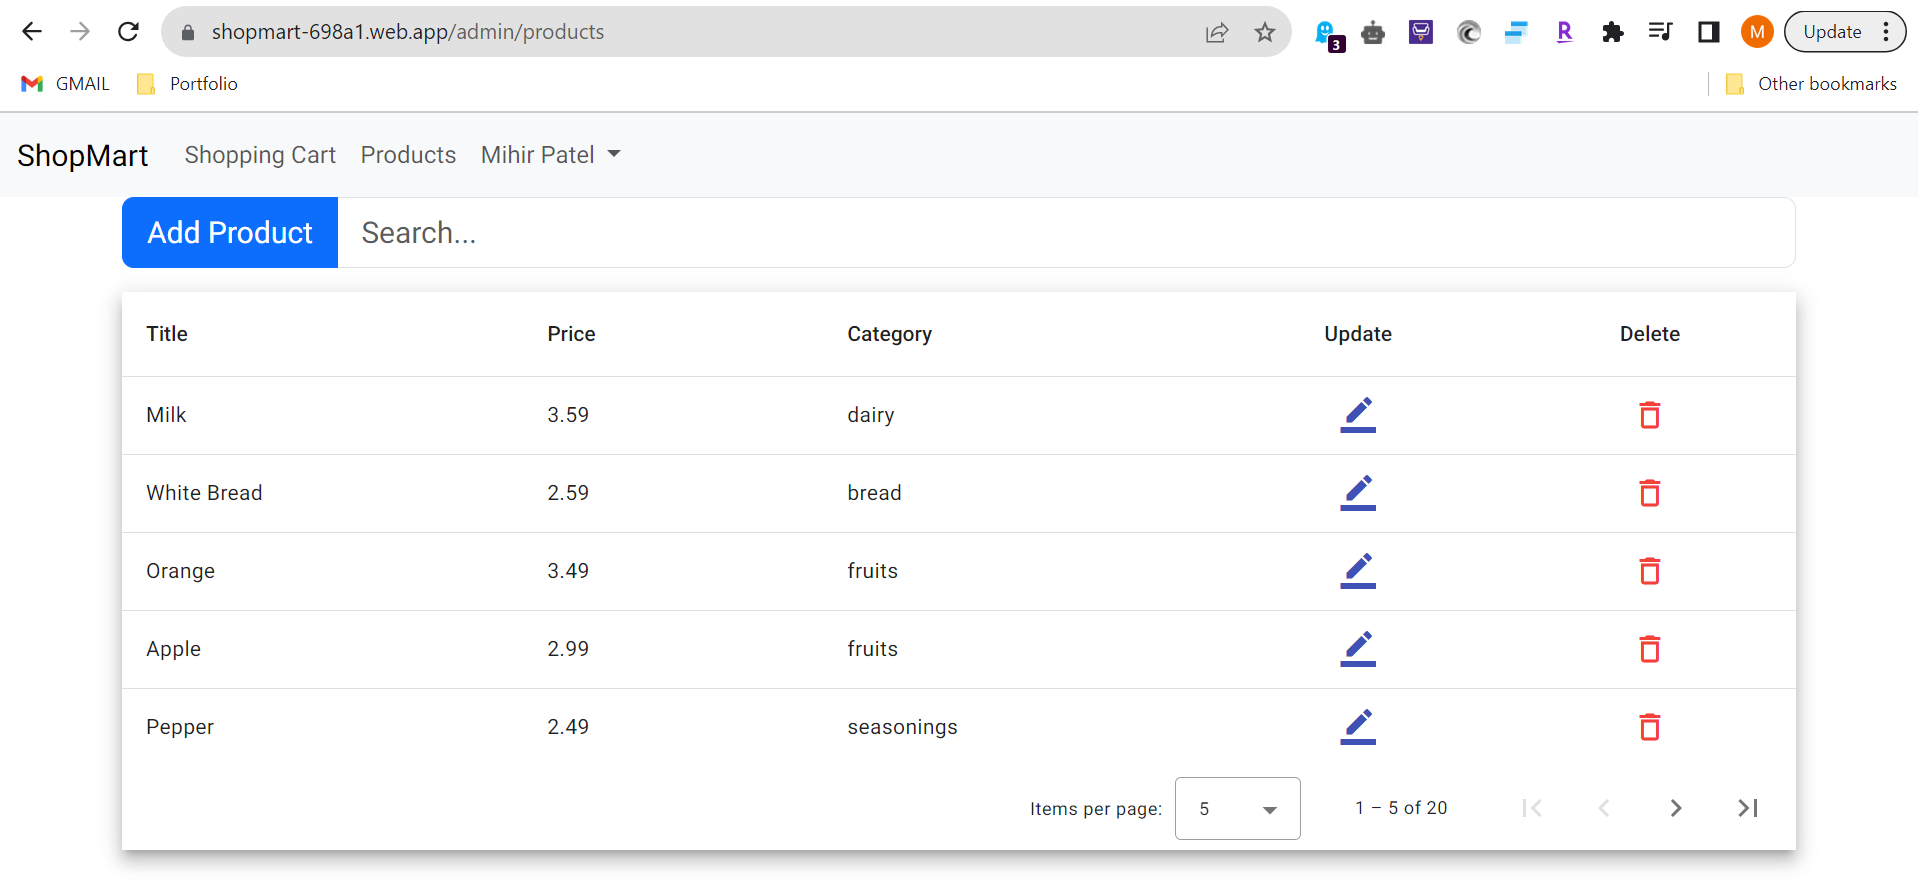 shopmart-698a1.web.app/admin/products
3
R
M
Update
GMAIL
Portfolio
Other bookmarks
ShopMart
Shopping Cart
Products
Mihir Patel
Add Product
Search...
Title Price Category Update Delete
Milk 3.59 dairy
White Bread 2.59 bread
Orange 3.49 fruits
Apple 2.99 fruits
Pepper 2.49 seasonings
Items per page: 5 1 – 5 of 20